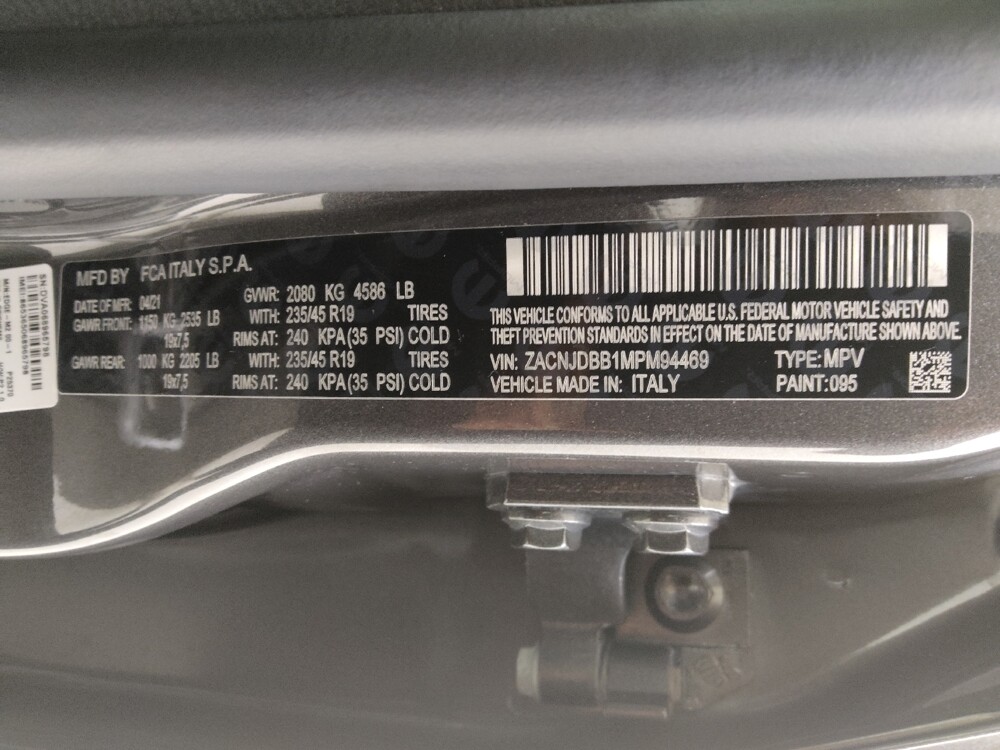 MFD BY FCA ITALY S.P.A.
DATE OF MFR: 04/21 GVWR: 2080 KG 4586 LB
GAWR FRONT: 1150 KG 2535 LB WITH: 235/45 R19 TIRES
19x7,5 RIMS AT: 240 KPA(35 PSI) COLD
GAWR REAR: 1000 KG 2205 LB WITH: 235/45 R19 TIRES
19x7,5 RIMS AT: 240 KPA(35 PSI) COLD
THIS VEHICLE CONFORMS TO ALL APPLICABLE U.S. FEDERAL MOTOR VEHICLE SAFETY AND
THEFT PREVENTION STANDARDS IN EFFECT ON THE DATE OF MANUFACTURE SHOWN ABOVE.
VIN: ZACNJDBB1MPM94469 TYPE:MPV
VEHICLE MADE IN: ITALY PAINT:095